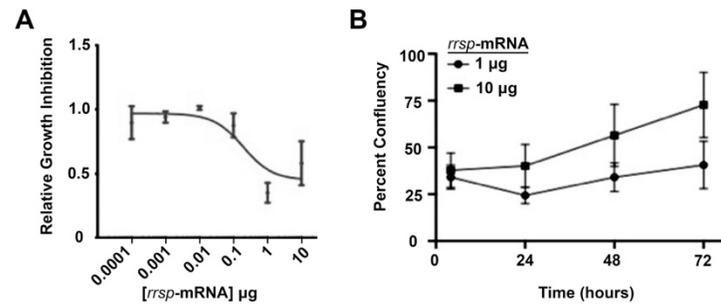 A
Relative Growth Inhibition
1.5
1.0
0.5
0
0.0001
0.001
0.01
0.1
1
10
[rrsp-mRNA] µg
B
Percent Confluency
100
75
50
25
0
rrsp-mRNA
1 µg
10 µg
0
24
48
72
Time (hours)